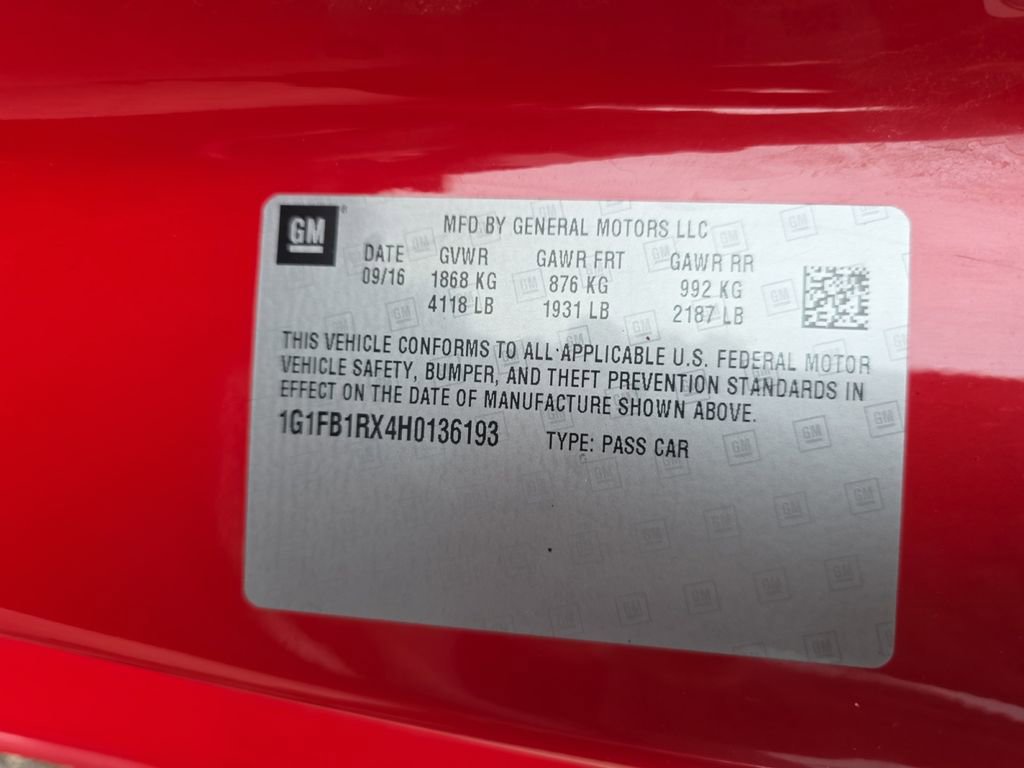 GM
MFD BY GENERAL MOTORS LLC
DATE GVWR GAWR FRT GAWR RR
09/16 1868 KG 876 KG 992 KG
4118 LB 1931 LB 2187 LB
THIS VEHICLE CONFORMS TO ALL APPLICABLE U.S. FEDERAL MOTOR
VEHICLE SAFETY, BUMPER, AND THEFT PREVENTION STANDARDS IN
EFFECT ON THE DATE OF MANUFACTURE SHOWN ABOVE.
1G1FB1RX4H0136193 TYPE: PASS CAR